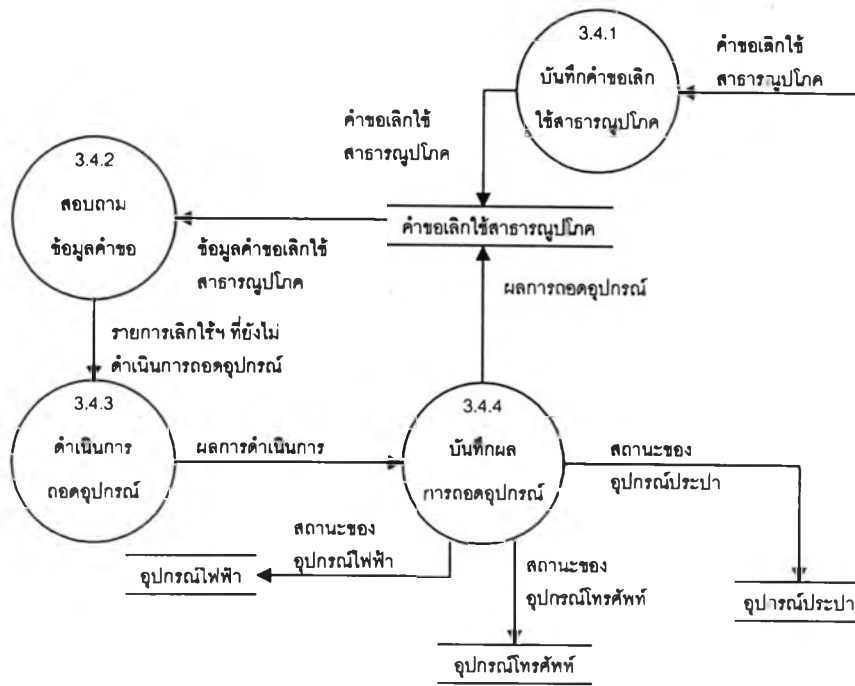 3.4.1
บันทึกคำขอเลิก
ใช้สาธารณูปโภค
คำขอเลิกใช้
สาธารณูปโภค
คำขอเลิกใช้
สาธารณูปโภค
3.4.2
สอบถาม
ข้อมูลคำขอ
คำขอเลิกใช้สาธารณูปโภค
ข้อมูลคำขอเลิกใช้
สาธารณูปโภค
ผลการถอดอุปกรณ์
รายการเลิกใช้ฯ ที่ยังไม่
ดำเนินการถอดอุปกรณ์
3.4.3
ดำเนินการ
ถอดอุปกรณ์
ผลการดำเนินการ
3.4.4
บันทึกผล
การถอดอุปกรณ์
สถานะของ
อุปกรณ์ประปา
สถานะของ
อุปกรณ์ไฟฟ้า
อุปกรณ์ไฟฟ้า
สถานะของ
อุปกรณ์โทรศัพท์
อุปกรณ์ประปา
อุปกรณ์โทรศัพท์